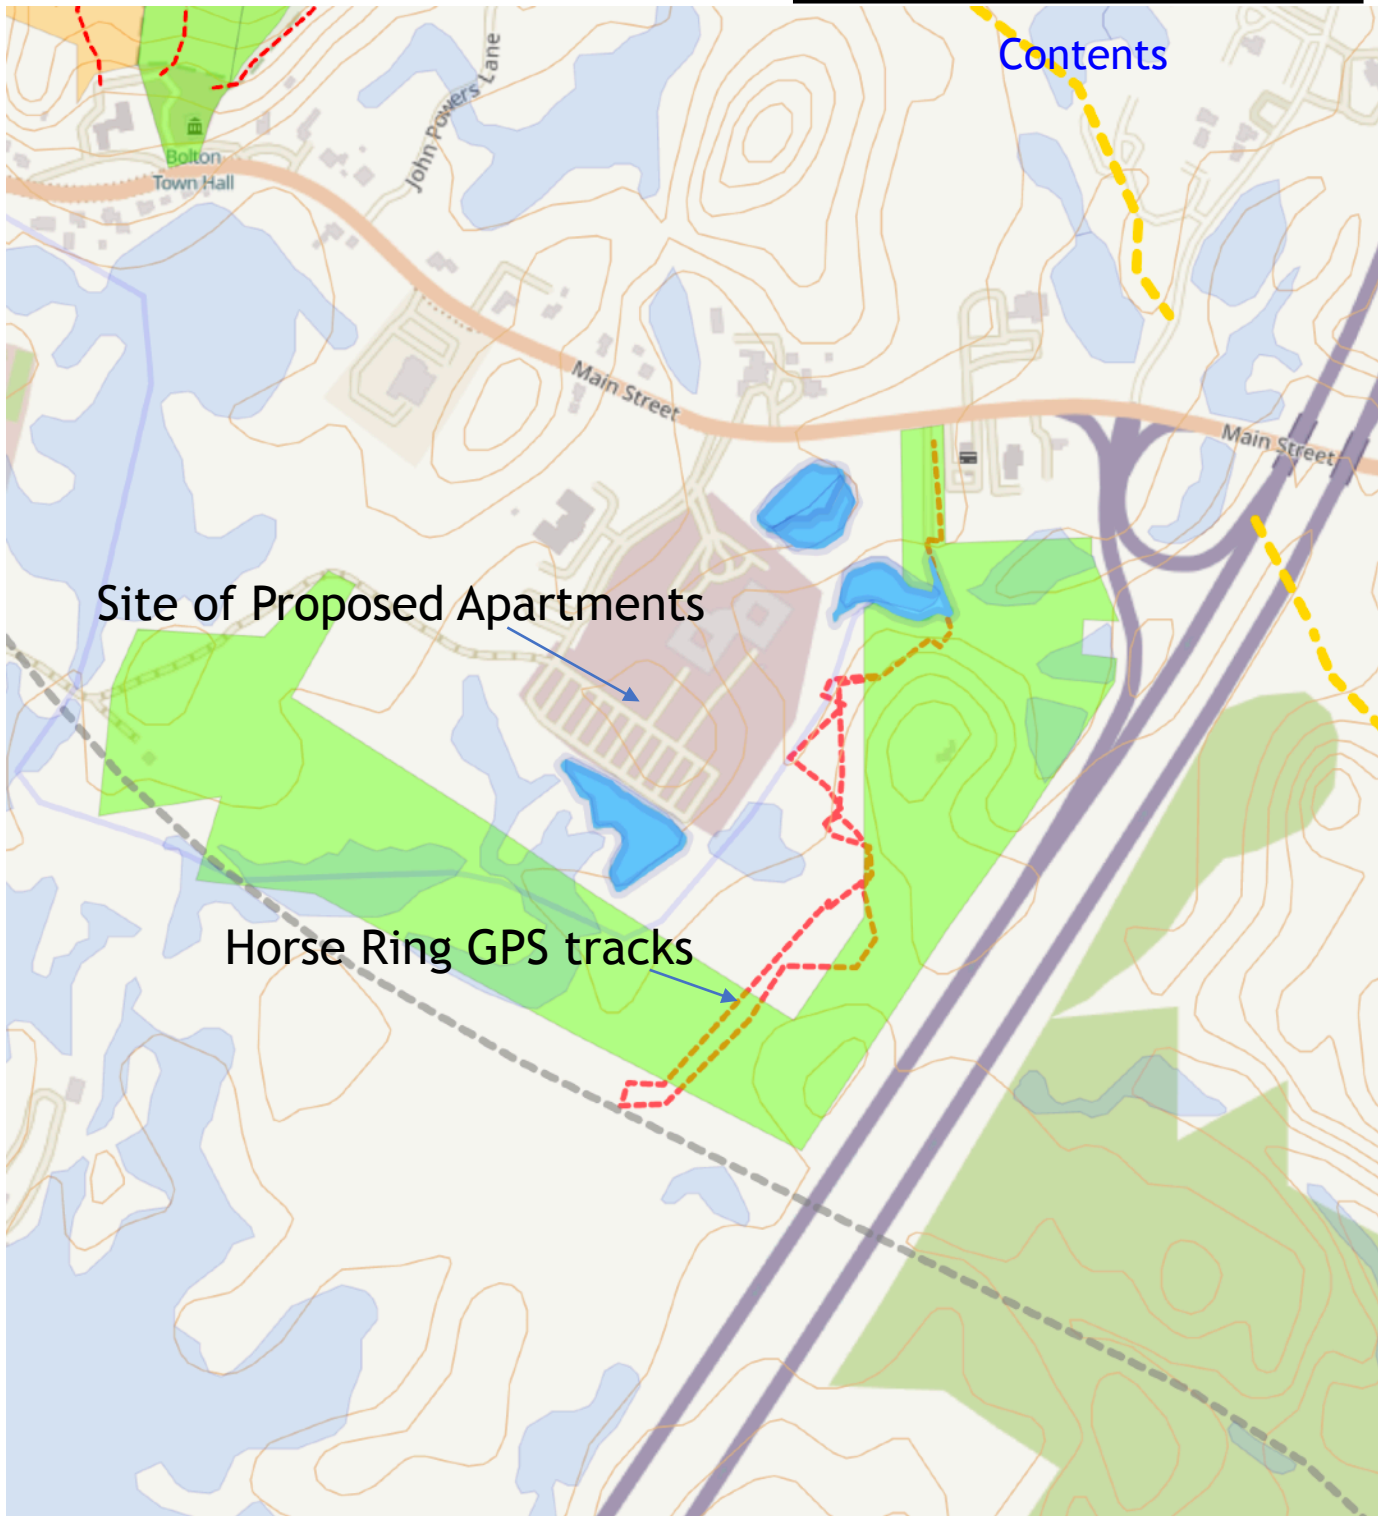 Contents
John Powers Lane
Bolton
Town Hall
Main Street
Main Street
Site of Proposed Apartments
Horse Ring GPS tracks